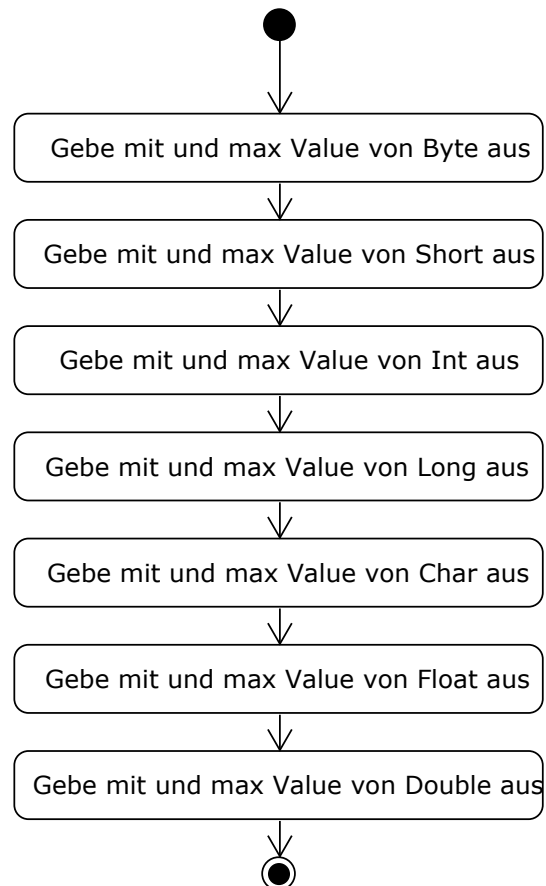 Gebe mit und max Value von Byte aus
Gebe mit und max Value von Short aus
Gebe mit und max Value von Int aus
Gebe mit und max Value von Long aus
Gebe mit und max Value von Char aus
Gebe mit und max Value von Float aus
Gebe mit und max Value von Double aus